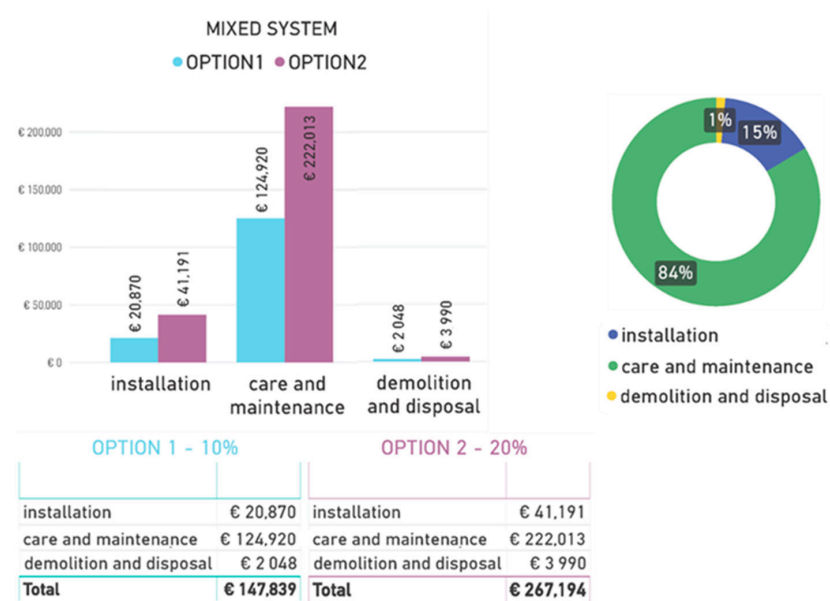 MIXED SYSTEM
OPTION1 OPTION2
€ 200.000
€ 150.000
€ 100.000
€ 50.000
€ 0
€ 20,870
€ 41,191
€ 124,920
€ 222,013
€ 2 048
€ 3 990
installation
care and
maintenance
demolition
and disposal
1%
15%
84%
installation
care and maintenance
demolition and disposal
OPTION 1 - 10% OPTION 2 - 20%
installation € 20,870 installation € 41,191
care and maintenance € 124,920 care and maintenance € 222,013
demolition and disposal € 2 048 demolition and disposal € 3 990
Total € 147,839 Total € 267,194